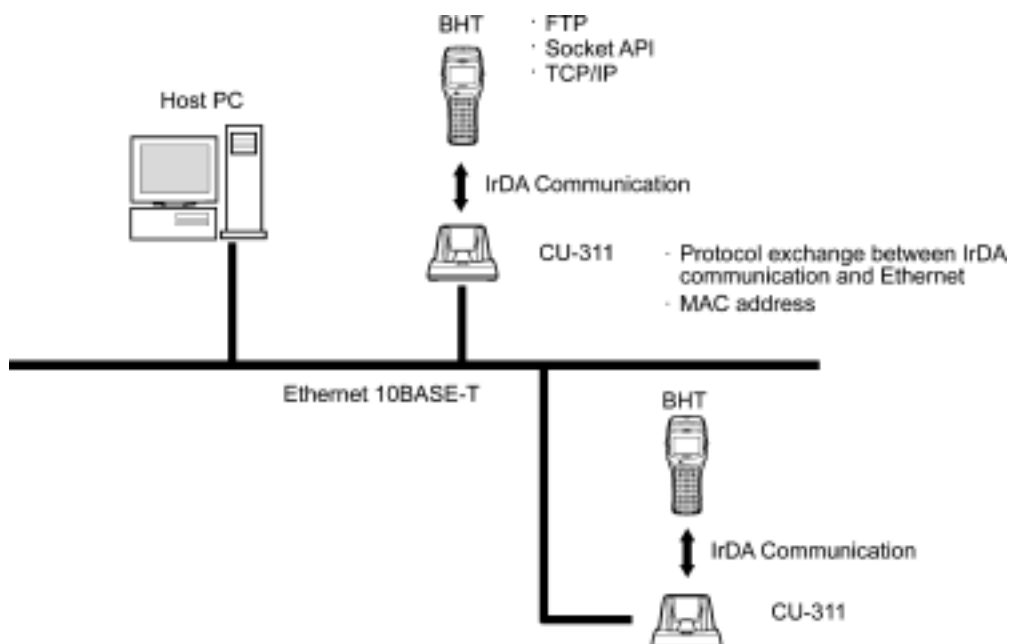 BHT
· FTP
· Socket API
· TCP/IP
Host PC
IrDA Communication
CU-311
· Protocol exchange between IrDA
communication and Ethernet
· MAC address
Ethernet 10BASE-T
BHT
IrDA Communication
CU-311